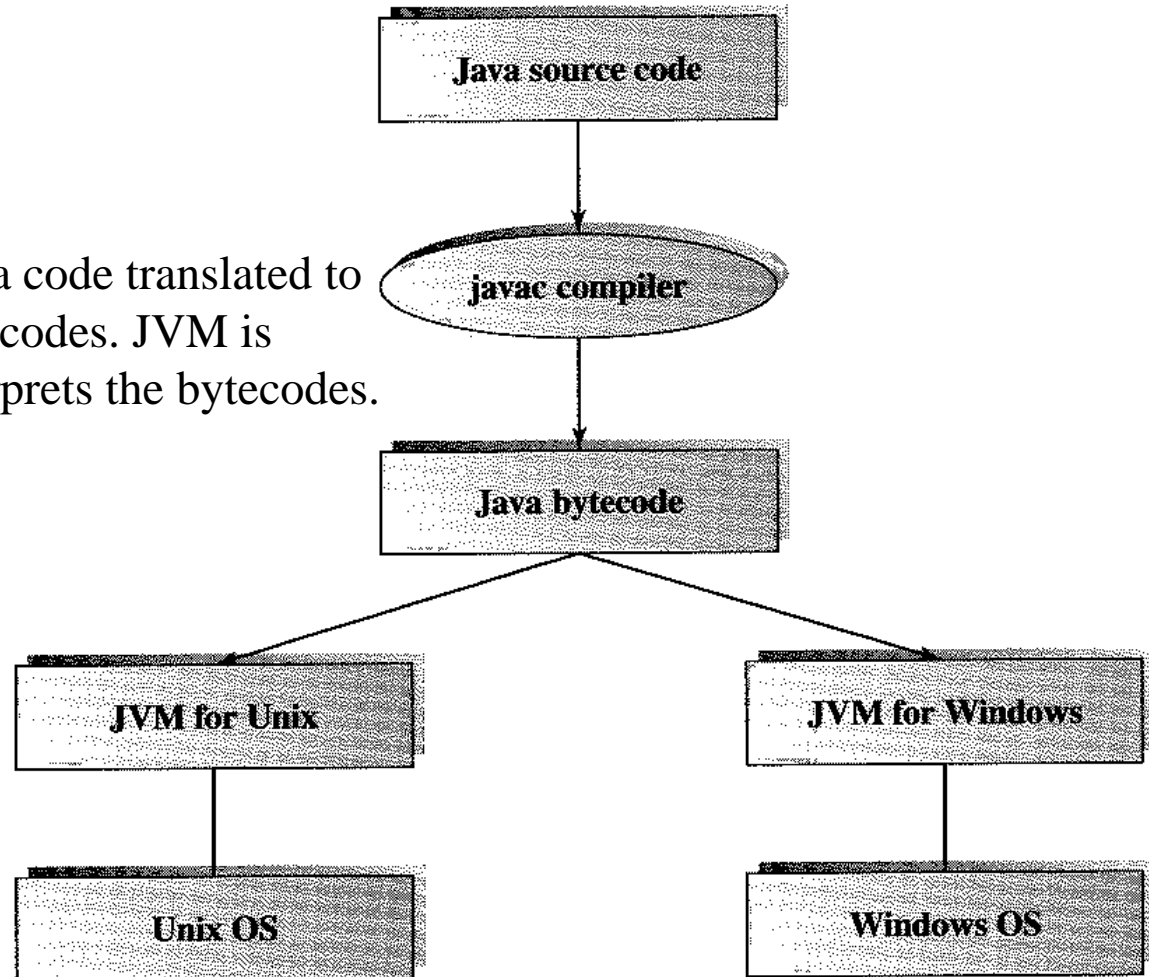 Java source code
a code translated to
codes. JVM is
prets the bytecodes.
javac compiler
Java bytecode
JVM for Unix
JVM for Windows
Unix OS
Windows OS